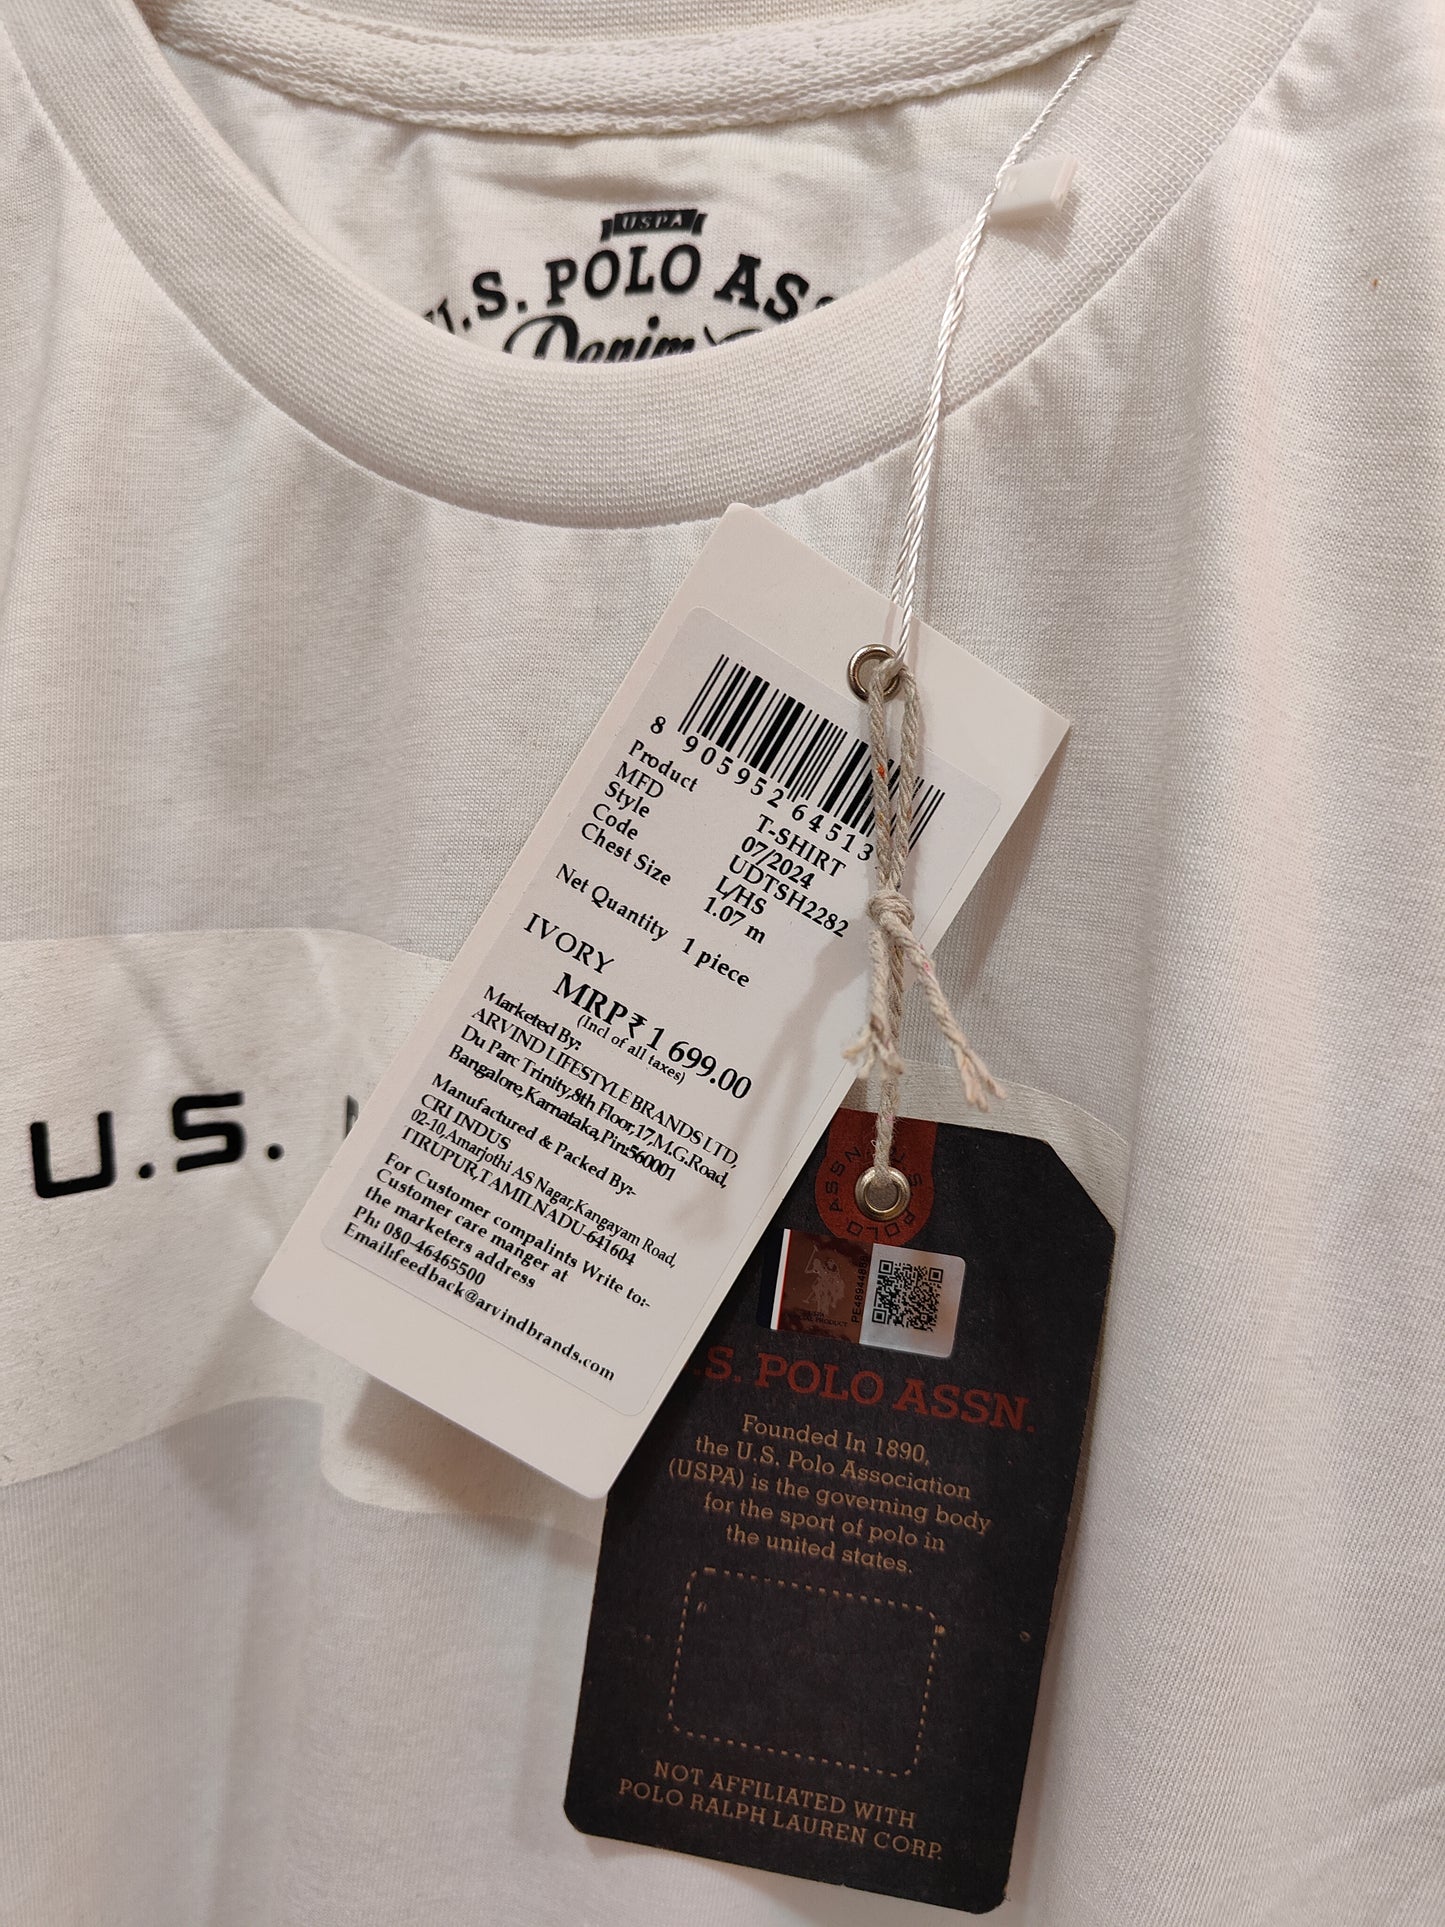 USPA
U.S. POLO ASS
Denim
U.S.
8 905952 64513
Product T-SHIRT
MFD 07/2024
Style UDTSH2282
Code L/HS
Chest Size 1.07 m
Net Quantity 1 piece
IVORY
MRP ₹ 1 699.00
(Incl of all taxes)
Marketed By:
ARVIND LIFESTYLE BRANDS LTD,
Du Parc Trinity,8th Floor,17,M.G.Road,
Bangalore,Karnataka,Pin:560001
Manufactured & Packed By:-
CRI INDUS
02-10,Amarjothi AS Nagar,Kangayam Road,
TIRUPUR,TAMILNADU-641604
For Customer compalints Write to:-
Customer care manger at
the marketers address
Ph: 080-46465500
Email:feedback@arvindbrands.com
.S. POLO ASSN.
Founded In 1890,
the U.S. Polo Association
(USPA) is the governing body
for the sport of polo in
the united states.
NOT AFFILIATED WITH
POLO RALPH LAUREN CORP.